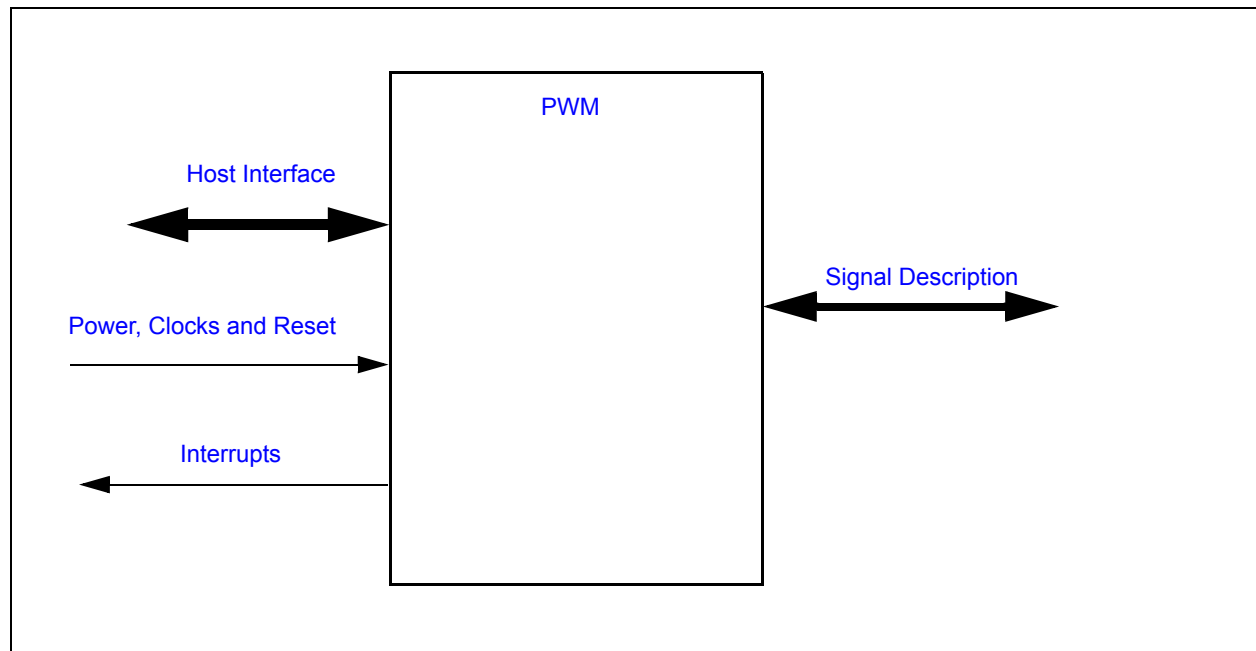 PWM
Host Interface
Signal Description
Power, Clocks and Reset
Interrupts